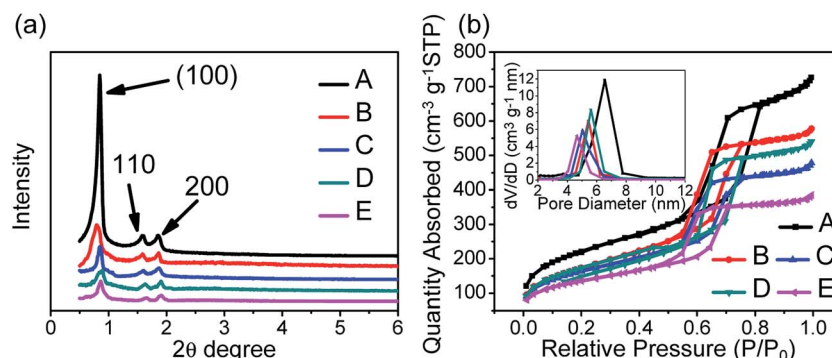 (a)
Intensity
(100)
110
200
A
B
C
D
E
0
1
2
3
4
5
6
2θ degree
(b)
Quantity Absorbed (cm⁻³ g⁻¹STP)
800
700
600
500
400
300
200
100
dV/dD (cm3 g-1 nm)
12
10
8
6
4
2
0
2 4 6 8 10 12
Pore Diameter (nm)
A
B C
D E
0.0 0.2 0.4 0.6 0.8 1.0
Relative Pressure (P/P₀)